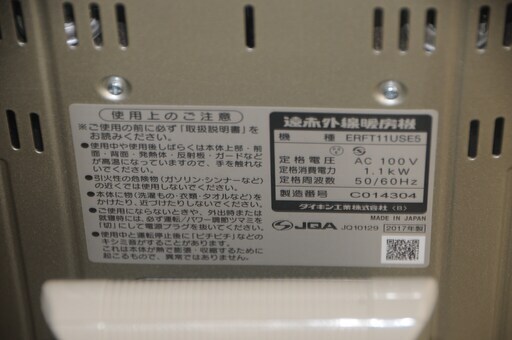 使用上のご注意
※ご使用の前に必ず「取扱説明書」を
お読みください。
●使用中や使用後しばらくは本体上部・前
面・背面・発熱体・反射板・ガードなど
が高温になっていますので、手を触れな
いでください。
●引火性の危険物(ガソリン・シンナーなど)
の近くでは使用しないでください。
●本体に物(洗濯物・衣類・タオルなど)を
かけたり、近づけたりしないでください。
●ご使用にならないときや、外出時または
就寝時には、必ず運転/パワー調節ツマミを
「切」にして電源プラグを抜いてください。
●使用中と運転停止後に「ピチピチ」などの
キシミ音がすることがあります。
これは本体が熱で膨張・収縮するために
起こるもので、異常ではありません。
遠赤外線暖房機
機種 ERFT11USE5
定格電圧 AC 100V
定格消費電力 1.1kW
定格周波数 50/60Hz
製造番号 C014304
ダイキン工業株式会社 (B)
MADE IN JAPAN
JQA JQ10129 2017年製